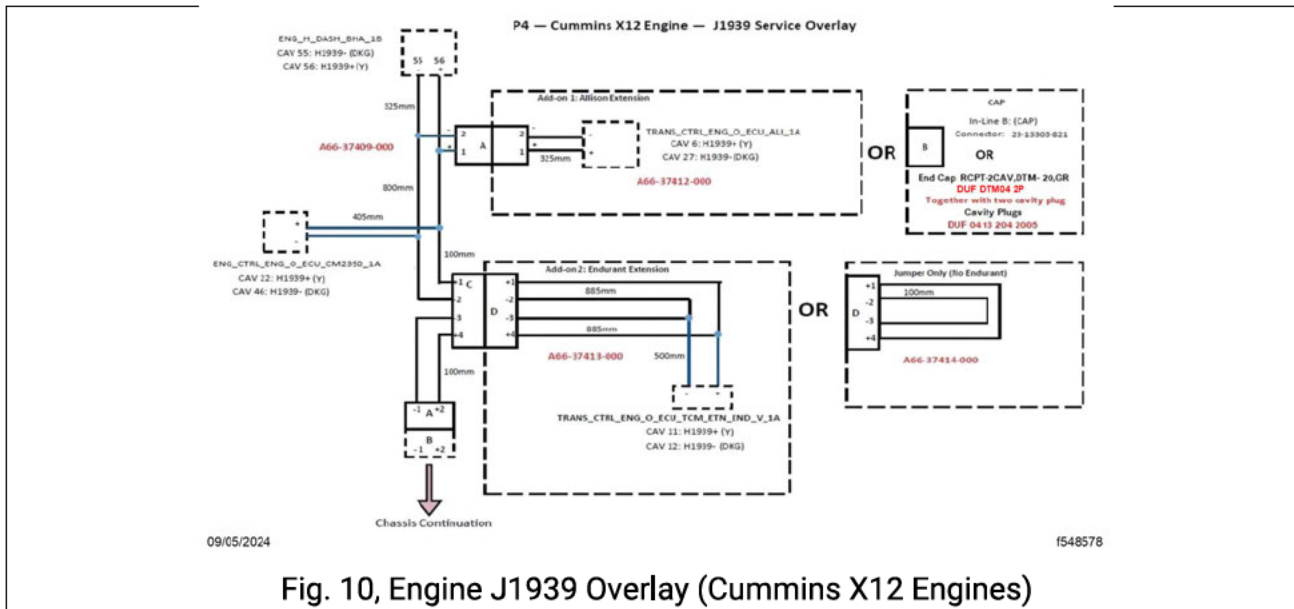 P4 — Cummins X12 Engine — J1939 Service Overlay
ENG_H_DASH_BHA_1B
CAV 55: H1939- (DKG)
CAV 56: H1939+ (Y)
55 56
- +
325mm
A66-37409-000
800mm
- 2
+ 1
A
Add-on 1: Allison Extension
2 -
1 +
325mm
-
+
TRANS_CTRL_ENG_O_ECU_ALI_1A
CAV 6: H1939+ (Y)
CAV 27: H1939- (DKG)
A66-37412-000
OR
CAP
In-Line B: (CAP)
Connector: 23-13303-821
B
OR
End Cap RCPT-2CAV,DTM- 20,GR
DUF DTM04 2P
Together with two cavity plug
Cavity Plugs
DUF 0413 204 2005
405mm
+
-
ENG_CTRL_ENG_O_ECU_CM2350_1A
CAV 22: H1939+ (Y)
CAV 46: H1939- (DKG)
100mm
+1 C
-2
-3
+4
100mm
Add-on 2: Endurant Extension
D
+1
-2
-3
+4
885mm
885mm
A66-37413-000
500mm
- +
TRANS_CTRL_ENG_O_ECU_TCM_ETN_END_V_1A
CAV 11: H1939+ (Y)
CAV 12: H1939- (DKG)
OR
Jumper Only (No Endurant)
D
+1
-2
-3
+4
100mm
A66-37414-000
-1 A +2
B
-1 +2
Chassis Continuation
09/05/2024
f548578
Fig. 10, Engine J1939 Overlay (Cummins X12 Engines)